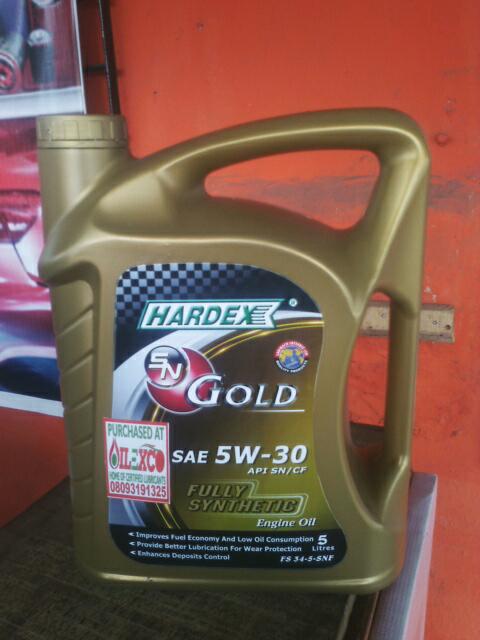 HARDEX ®
SN
GOLD
SAE 5W-30
API SN/CF
FULLY
SYNTHETIC
Engine Oil
PURCHASED AT
OILEXCO
HOME OF CERTIFIED LUBRICANTS
08093191325
< Improves Fuel Economy And Low Oil Consumption
< Provide Better Lubrication For Wear Protection
< Enhances Deposits Control
5
Litres
FS 34-5-SNF